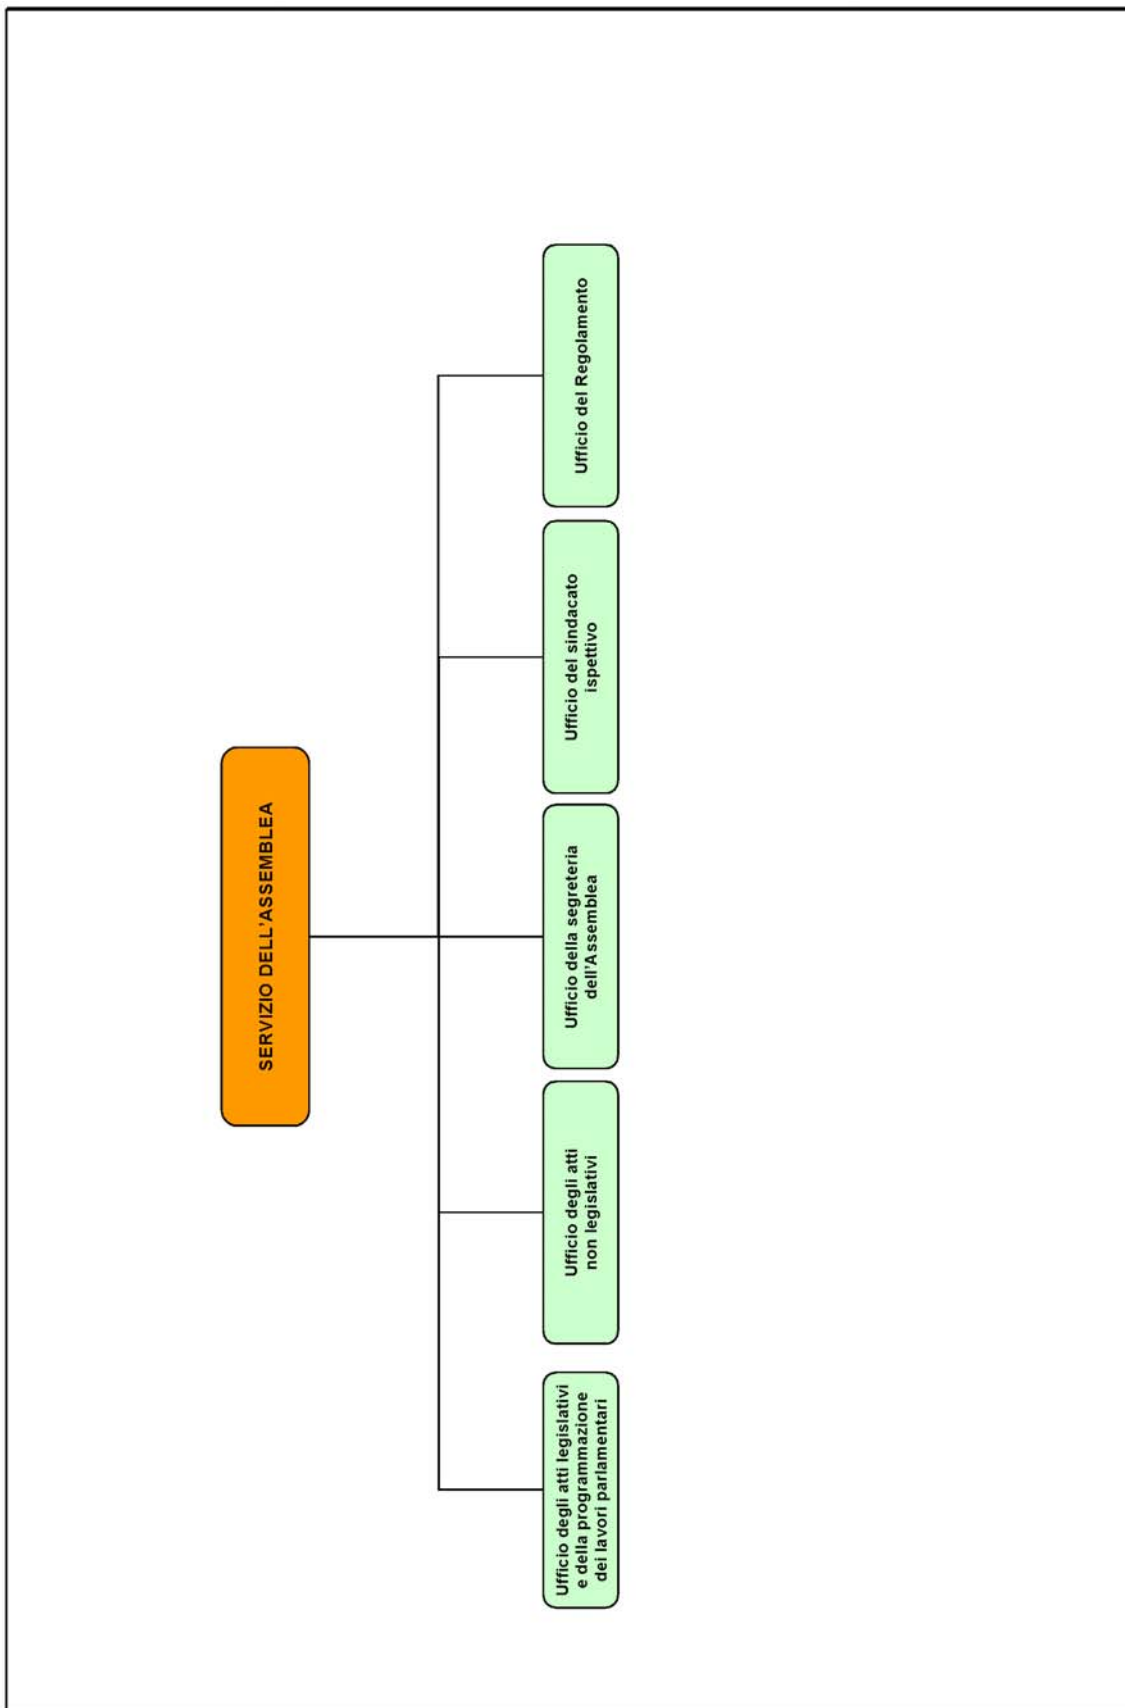 SERVIZIO DELL'ASSEMBLEA
Ufficio degli atti legislativi
e della programmazione
dei lavori parlamentari
Ufficio degli atti
non legislativi
Ufficio della segreteria
dell'Assemblea
Ufficio del sindacato
ispettivo
Ufficio del Regolamento